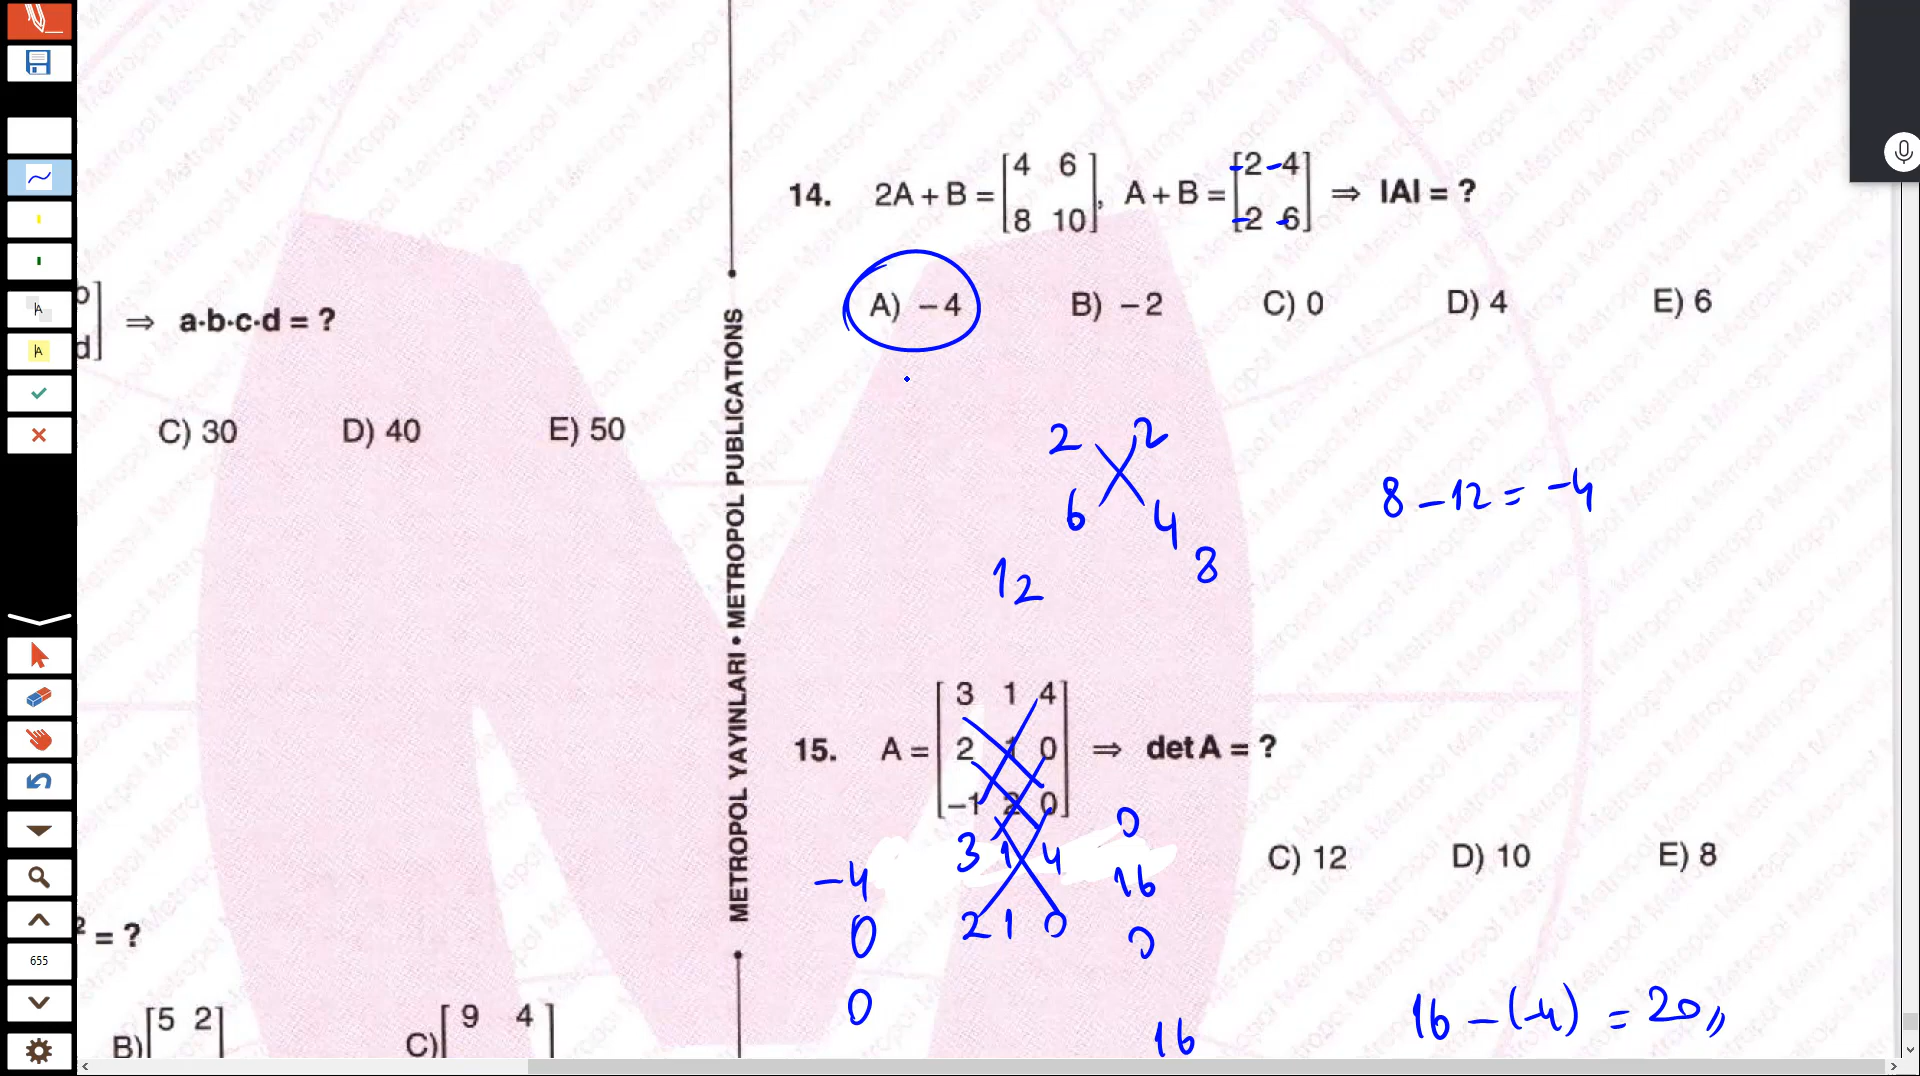 b]
d]
⇒ a·b·c·d = ?
C) 30 D) 40 E) 50
² = ?
B) [5 2]
C) [9 4]
METROPOL YAYINLARI • METROPOL PUBLICATIONS
14. 2A + B = [4 6 / 8 10], A + B = [-2 -4 / -2 -6] ⇒ |A| = ?
A) – 4 B) – 2 C) 0 D) 4 E) 6
2 2
6 4
12 8
8 - 12 = -4
15. A = [3 1 4 / 2 1 0 / –1 2 0] ⇒ det A = ?
3 1 4
2 1 0
-4
0
0
0
16
0
16
C) 12 D) 10 E) 8
16 - (-4) = 20
655